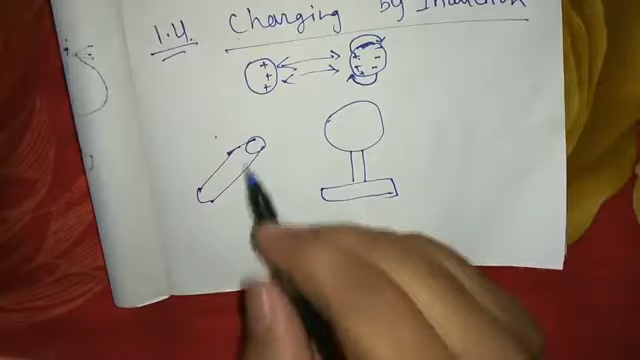 1.4. Charging by Induction
+ + +
+ + - -